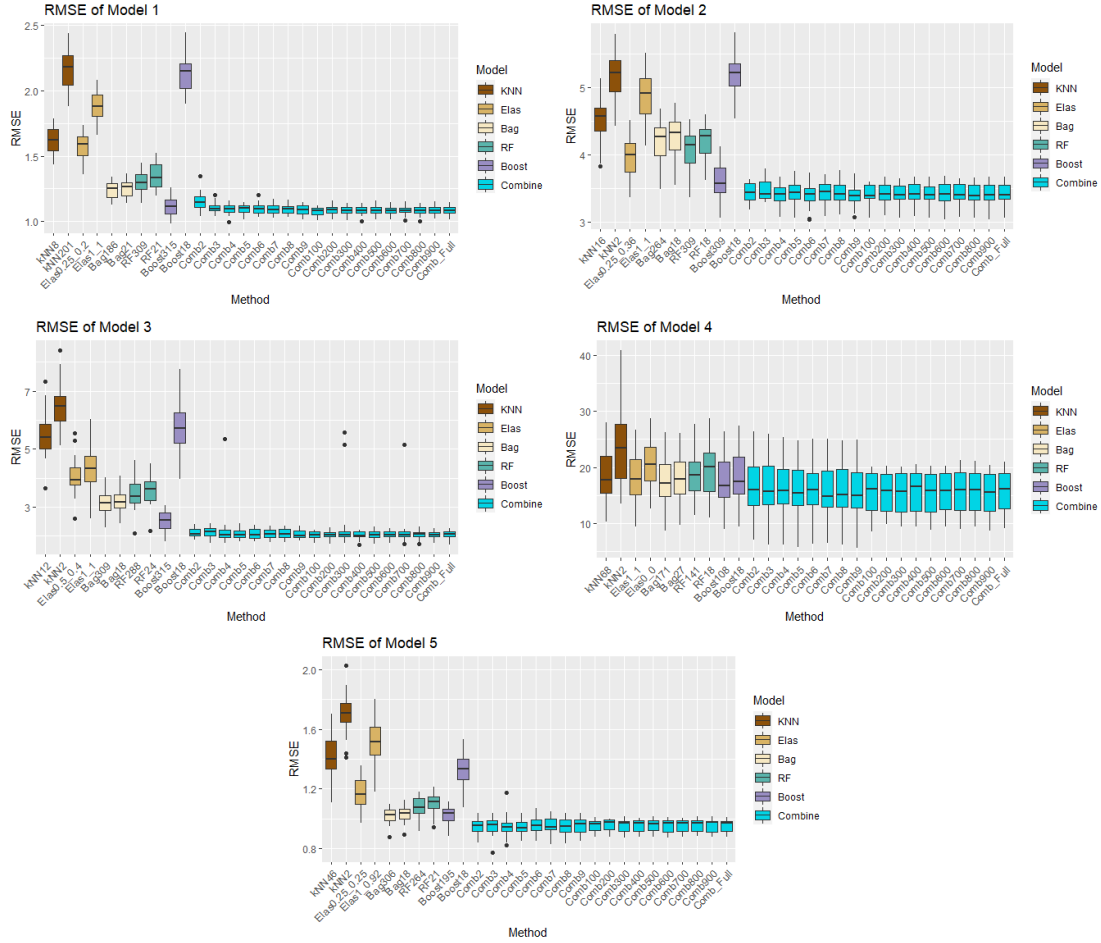 RMSE of Model 1
RMSE
2.5
2.0
1.5
1.0
kNN8 kNN201 Elas0.25_0.2 Elas1_1 Bag186 Bag21 RF309 RF21 Boost315 Boost18 Comb2 Comb3 Comb4 Comb5 Comb6 Comb7 Comb8 Comb9 Comb100 Comb200 Comb300 Comb400 Comb500 Comb600 Comb700 Comb800 Comb900 Comb_Full
Method
Model
KNN
Elas
Bag
RF
Boost
Combine
RMSE of Model 2
RMSE
5
4
3
kNN16 kNN2 Elas0.25_0.36 Elas1_1 Bag264 Bag18 RF309 RF18 Boost309 Boost18 Comb2 Comb3 Comb4 Comb5 Comb6 Comb7 Comb8 Comb9 Comb100 Comb200 Comb300 Comb400 Comb500 Comb600 Comb700 Comb800 Comb900 Comb_Full
Method
Model
KNN
Elas
Bag
RF
Boost
Combine
RMSE of Model 3
RMSE
7
5
3
kNN12 kNN2 Elas0.5_0.4 Elas1_1 Bag309 Bag18 RF288 RF24 Boost315 Boost18 Comb2 Comb3 Comb4 Comb5 Comb6 Comb7 Comb8 Comb9 Comb100 Comb200 Comb300 Comb400 Comb500 Comb600 Comb700 Comb800 Comb900 Comb_Full
Method
Model
KNN
Elas
Bag
RF
Boost
Combine
RMSE of Model 4
RMSE
40
30
20
10
kNN68 kNN2 Elas1_1 Elas0_0 Bag171 Bag27 RF141 RF18 Boost108 Boost18 Comb2 Comb3 Comb4 Comb5 Comb6 Comb7 Comb8 Comb9 Comb100 Comb200 Comb300 Comb400 Comb500 Comb600 Comb700 Comb800 Comb900 Comb_Full
Method
Model
KNN
Elas
Bag
RF
Boost
Combine
RMSE of Model 5
RMSE
2.0
1.6
1.2
0.8
kNN46 kNN2 Elas0.25_0.25 Elas1_0.92 Bag306 Bag18 RF264 RF21 Boost195 Boost18 Comb2 Comb3 Comb4 Comb5 Comb6 Comb7 Comb8 Comb9 Comb100 Comb200 Comb300 Comb400 Comb500 Comb600 Comb700 Comb800 Comb900 Comb_Full
Method
Model
KNN
Elas
Bag
RF
Boost
Combine